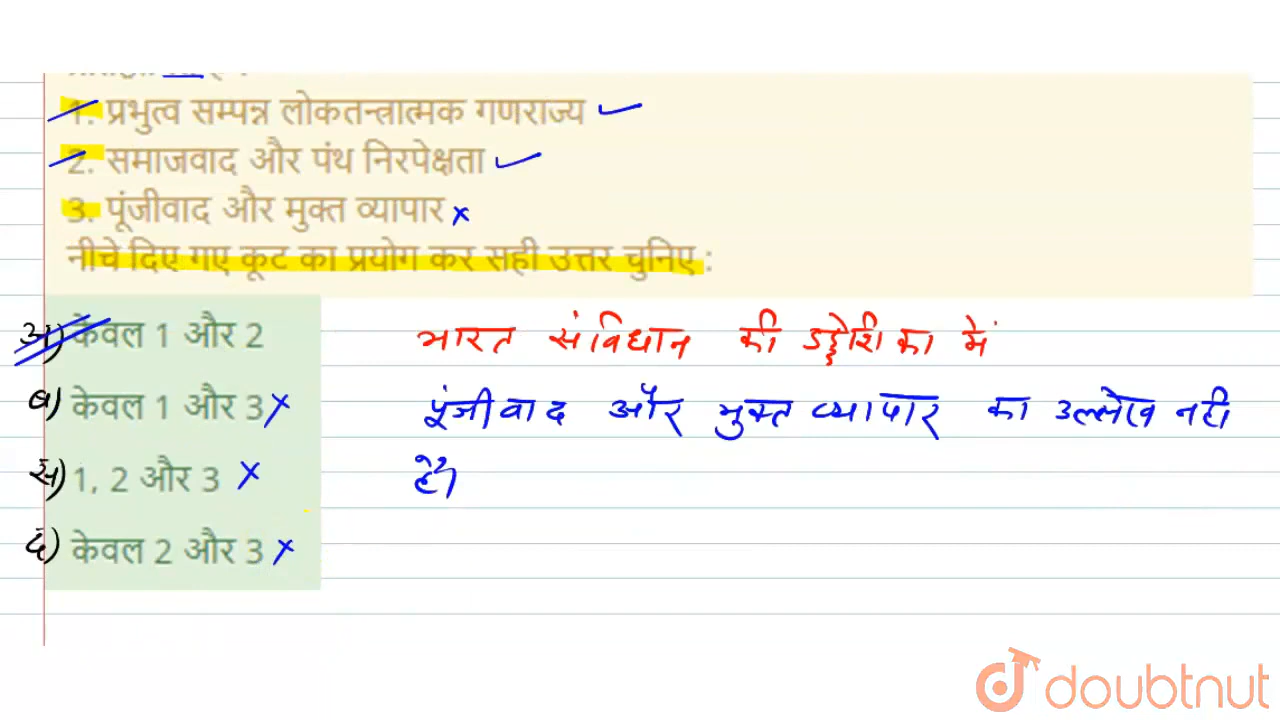 1. प्रभुत्व सम्पन्न लोकतन्त्रात्मक गणराज्य
2. समाजवाद और पंथ निरपेक्षता
3. पूंजीवाद और मुक्त व्यापार
नीचे दिए गए कूट का प्रयोग कर सही उत्तर चुनिए :
अ) केवल 1 और 2
ब) केवल 1 और 3
स) 1, 2 और 3
द) केवल 2 और 3
भारत संविधान की उद्देशिका में
पूंजीवाद और मुक्त व्यापार का उल्लेख नही
है।
doubtnut